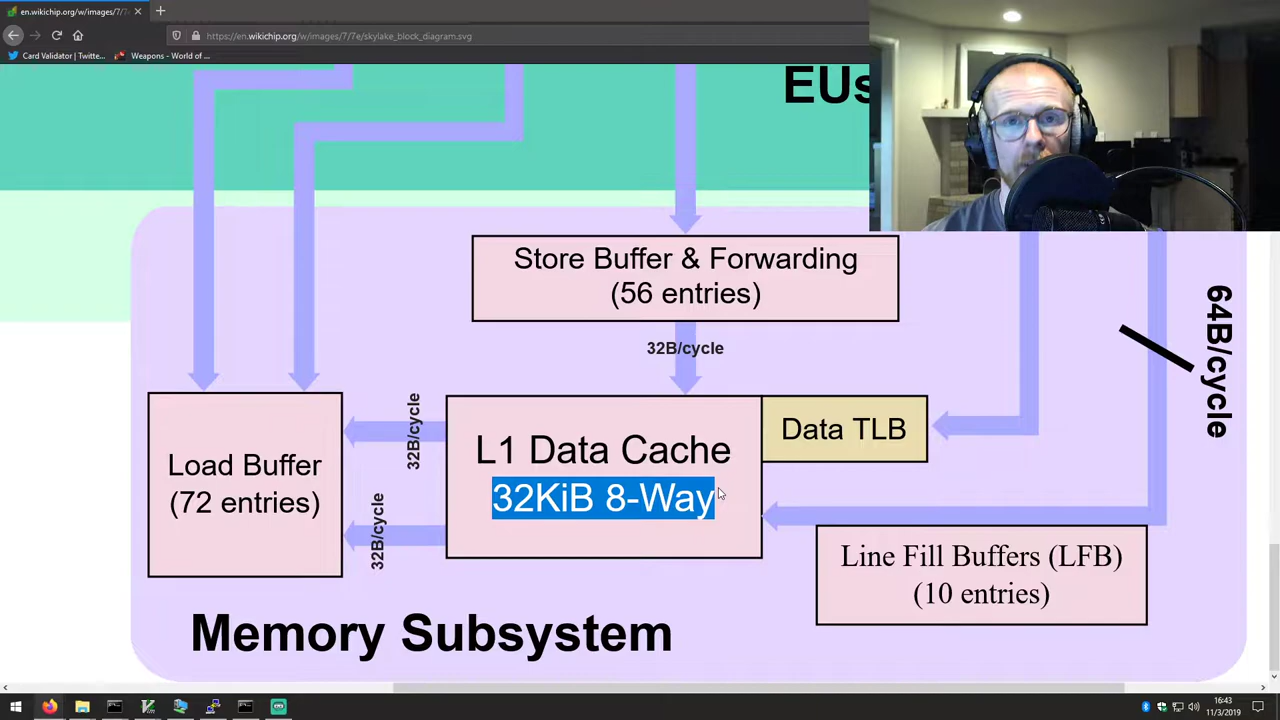 en.wikichip.org/w/images/7/7
https://en.wikichip.org/w/images/7/7e/skylake_block_diagram.svg
Card Validator | Twitte...
Weapons - World of ...
EUs
Store Buffer & Forwarding
(56 entries)
32B/cycle
64B/cycle
Load Buffer
(72 entries)
32B/cycle
32B/cycle
L1 Data Cache
32KiB 8-Way
Data TLB
Line Fill Buffers (LFB)
(10 entries)
Memory Subsystem
16:43
11/3/2019